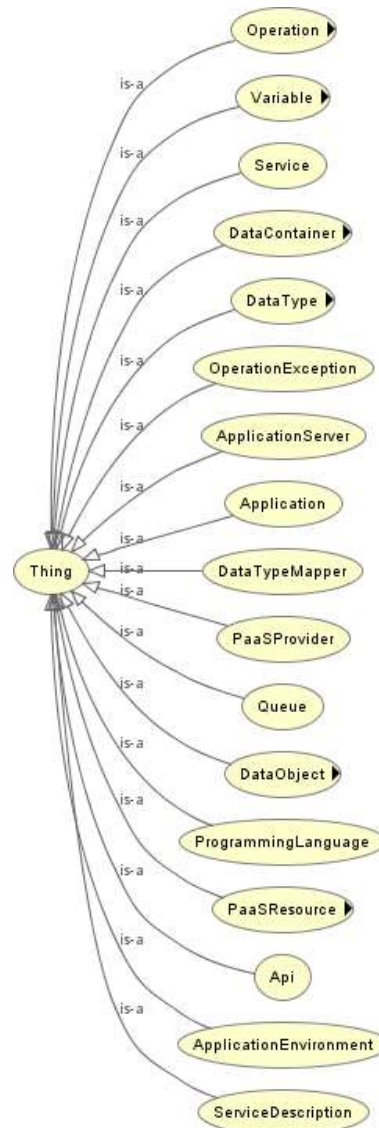 Operation
is-a
Variable
is-a
Service
is-a
DataContainer
is-a
DataType
is-a
OperationException
is-a
ApplicationServer
is-a
Application
is-a
Thing
is-a
DataTypeMapper
is-a
PaaSProvider
is-a
Queue
is-a
DataObject
is-a
ProgrammingLanguage
is-a
PaaSResource
is-a
Api
is-a
ApplicationEnvironment
is-a
ServiceDescription